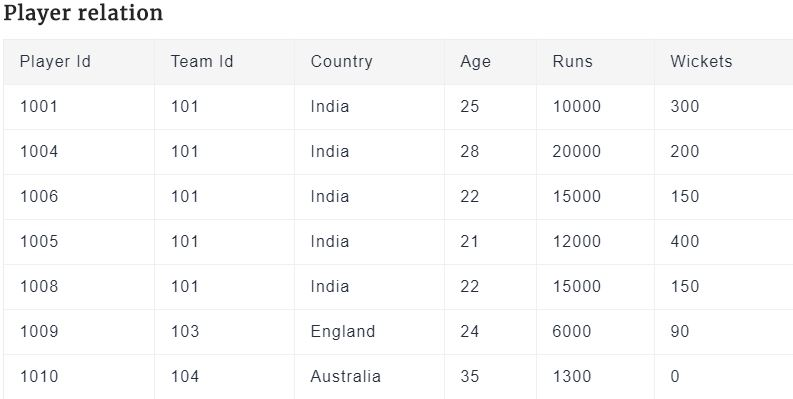 Player relation
Player Id Team Id Country Age Runs Wickets
1001 101 India 25 10000 300
1004 101 India 28 20000 200
1006 101 India 22 15000 150
1005 101 India 21 12000 400
1008 101 India 22 15000 150
1009 103 England 24 6000 90
1010 104 Australia 35 1300 0